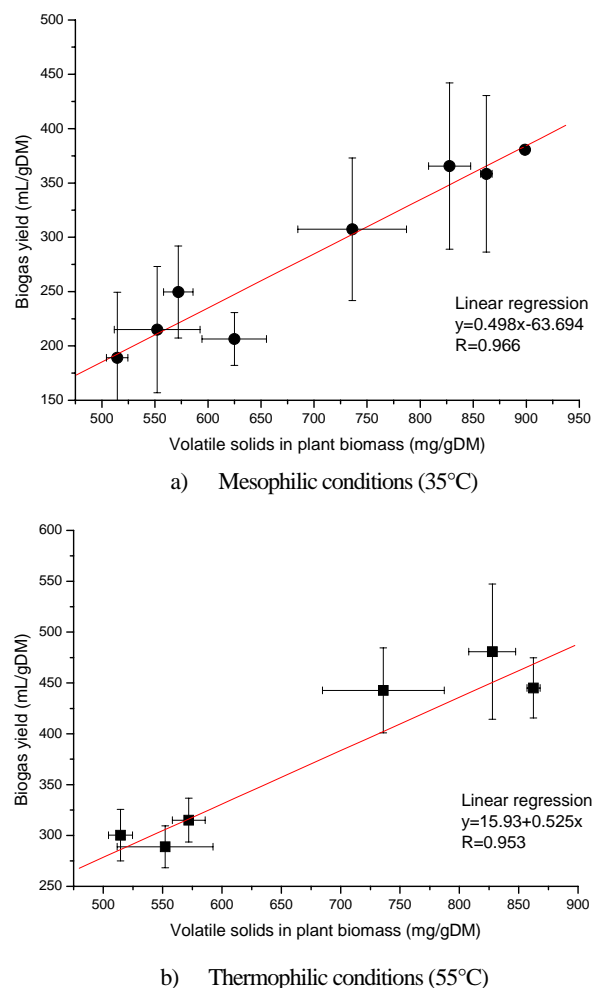 500
450
400
350
300
250
200
150
Biogas yield (mL/gDM)
Linear regression
y=0.498x-63.694
R=0.966
500 550 600 650 700 750 800 850 900 950
Volatile solids in plant biomass (mg/gDM)
a) Mesophilic conditions (35°C)
600
550
500
450
400
350
300
250
Biogas yield (mL/gDM)
Linear regression
y=15.93+0.525x
R=0.953
500 550 600 650 700 750 800 850 900
Volatile solids in plant biomass (mg/gDM)
b) Thermophilic conditions (55°C)